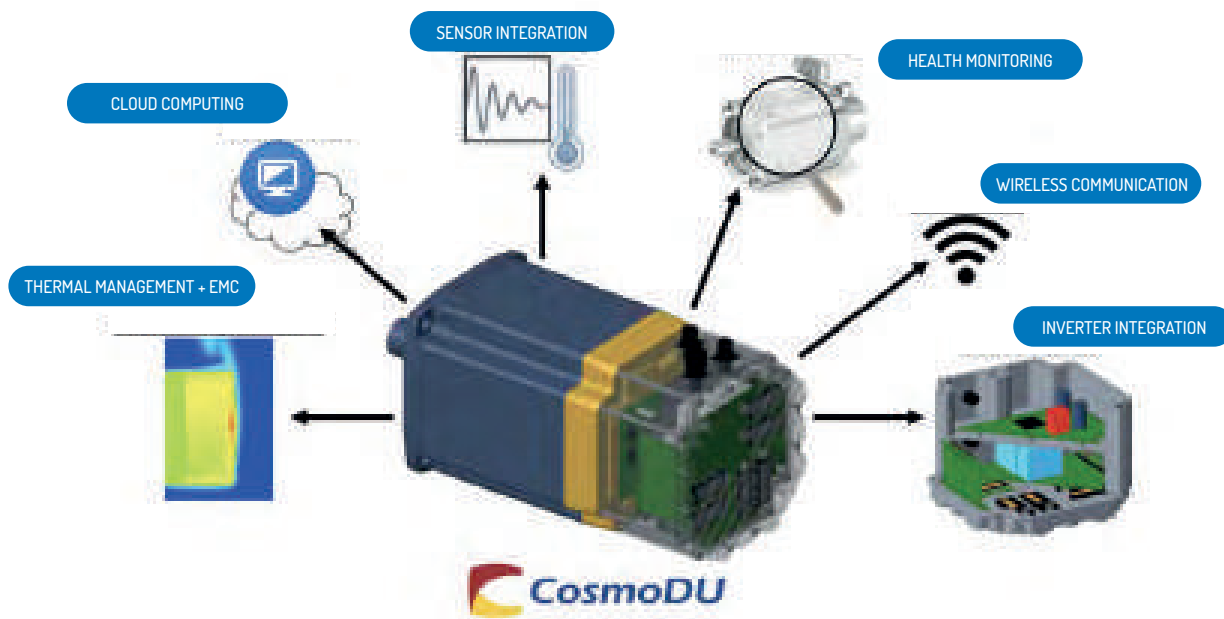 SENSOR INTEGRATION
HEALTH MONITORING
CLOUD COMPUTING
WIRELESS COMMUNICATION
THERMAL MANAGEMENT + EMC
INVERTER INTEGRATION
CosmoDU